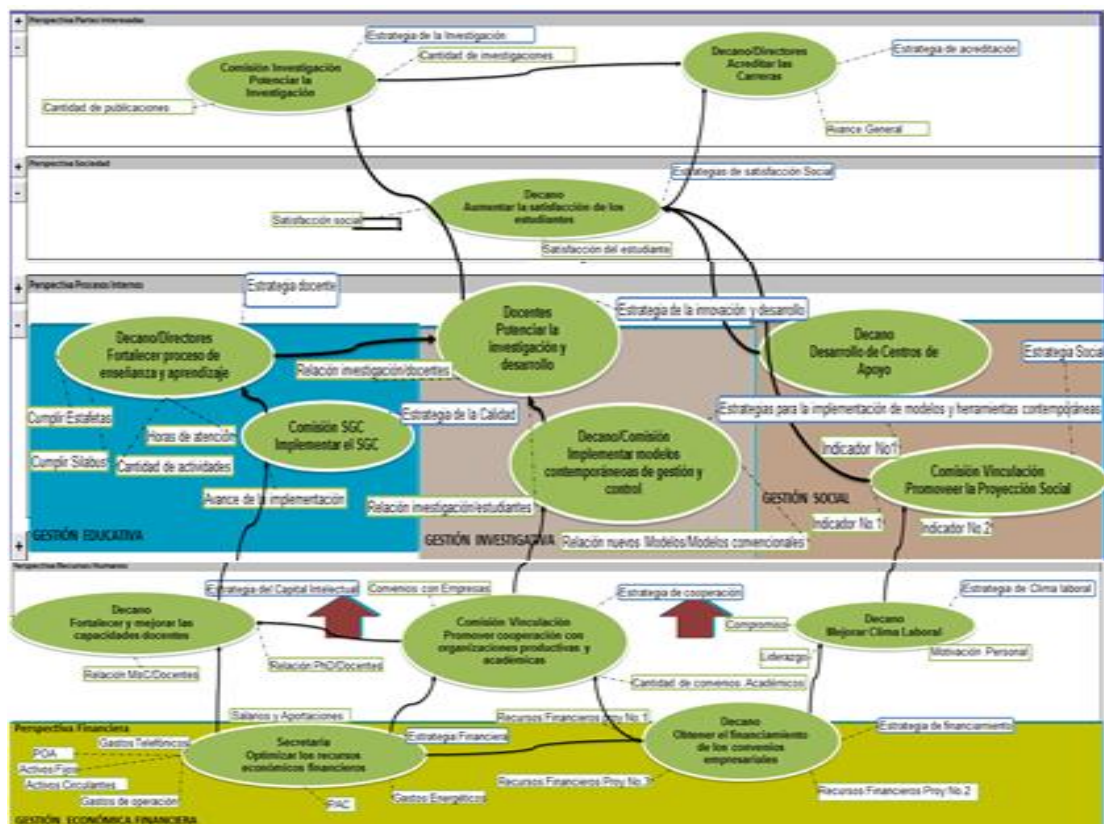 Perspectiva Partes Interesadas
Estrategia de la Investigación
Comisión Investigación
Potenciar la
Investigación
Cantidad de investigaciones
Cantidad de publicaciones
Decano/Directores
Acreditar las
Carreras
Estrategia de acreditación
Avance General
Perspectiva Sociedad
Estrategias de satisfacción Social
Decano
Aumentar la satisfacción de los
estudiantes
Satisfacción social
Satisfacción del estudiante
Perspectiva Procesos Internos
Estrategia docente
Docentes
Potenciar la
investigación y
desarrollo
Estrategia de la innovación y desarrollo
Decano/Directores
Fortalecer proceso de
enseñanza y aprendizaje
Relación investigación/docentes
Decano
Desarrollo de Centros de
Apoyo
Estrategia Social
Cumplir Estafetas
Cumplir Silabus
Horas de atención
Cantidad de actividades
Comisión SGC
Implementar el SGC
Estrategia de la Calidad
Avance de la implementación
Decano/Comisión
Implementar modelos
contemporáneoas de gestión y
control
Estrategias para la implementación de modelos y herramientas contemporáneas
Indicador No1
Comisión Vinculación
Promoveer la Proyección Social
Relación investigación/estudiantes
Indicador No.1
Indicador No.2
Relación nuevos Modelos/Modelos comvencionales
GESTIÓN EDUCATIVA
GESTIÓN INVESTIGATIVA
GESTIÓN SOCIAL
Perspectiva Recursos Humanos
Estrategia del Capital Intelectual
Decano
Fortalecer y mejorar las
capacidades docentes
Relación MsC/Docentes
Relación PhD/Docentes
Comenios con Empresas
Estrategia de cooperación
Comisión Vinculación
Promover cooperación con
organizaciones productivas y
académicas
Cantidad de convenios Académicos
Estrategia de Clima laboral
Compromiso
Decano
Mejorar Clima Laboral
Liderazgo
Motivación Personal
Perspectiva Financiera
Salarios y Aportaciones
Gastos Telefónicos
POA
Activos/Fijos
Activos Circulantes
Gastos de operación
Secretaria
Optimizar los recursos
económicos financieros
PAC
Estrategia/Financiera
Gastos Energéticos
Recursos/Financieros Proy.No.1
Decano
Obtener el financiamiento
de los convenios
empresariales
Estrategia de financiamiento
Recursos/Financieros Proy.No.2
GESTIÓN ECONÓMICA FINANCIERA